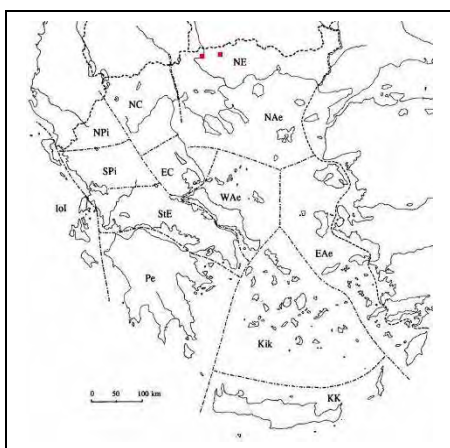 NE
NC
NAe
NPi
SPi
EC
WAe
IoI
StE
EAe
Pe
Kik
0 50 100 km
KK